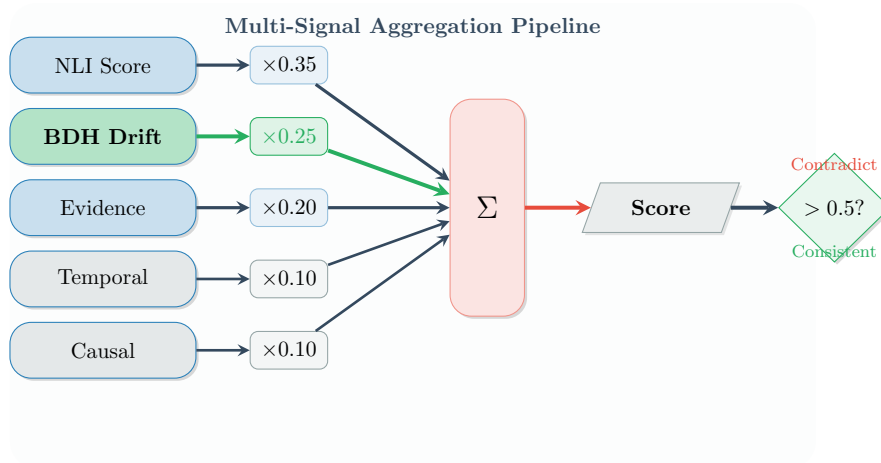 Multi-Signal Aggregation Pipeline
NLI Score
×0.35
BDH Drift
×0.25
Evidence
×0.20
Temporal
×0.10
Causal
×0.10
Σ
Score
Contradict
> 0.5?
Consistent